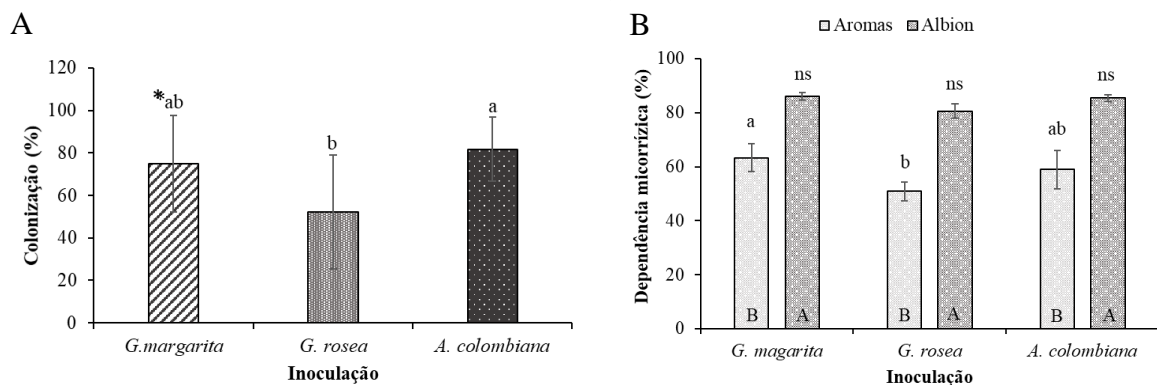 A
Colonização (%)
120
100
80
60
40
20
0
*ab
b
a
G.margarita
G. rosea
A. colombiana
Inoculação
B
Aromas
Albion
Dependência micorrízica (%)
100
80
60
40
20
0
a
ns
b
ns
ab
ns
B
A
B
A
B
A
G. magarita
G. rosea
A. colombiana
Inoculação